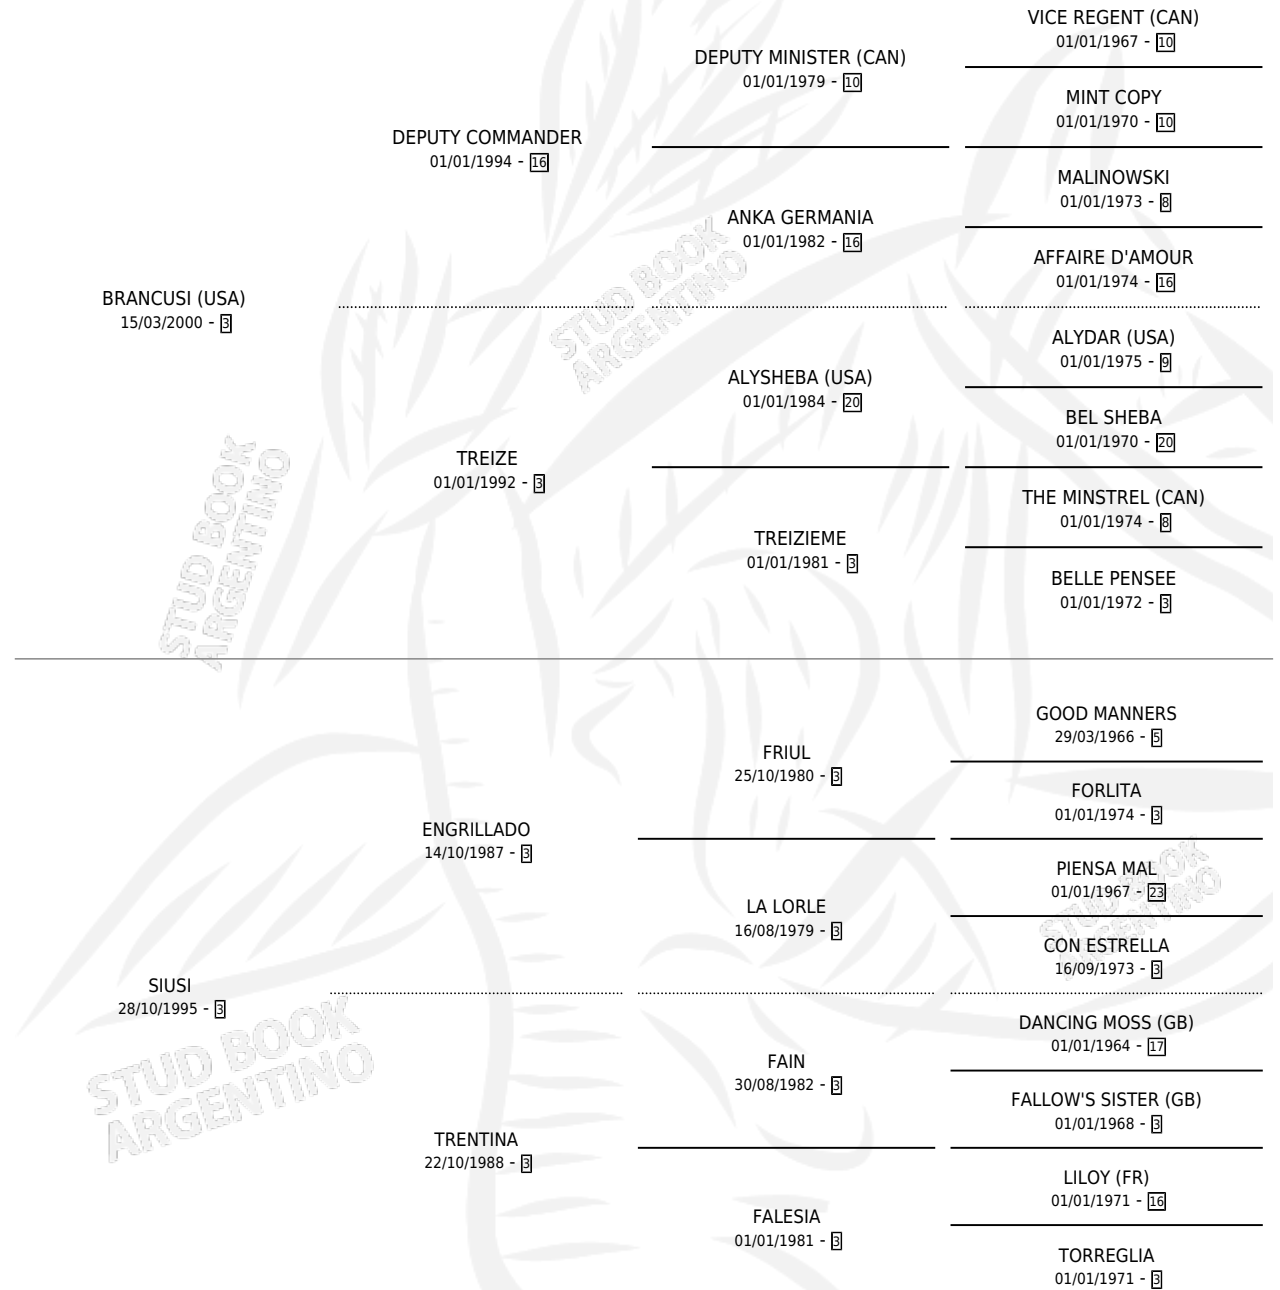 VICE REGENT (CAN)
01/01/1967 - 10
DEPUTY MINISTER (CAN)
01/01/1979 - 10
MINT COPY
01/01/1970 - 10
DEPUTY COMMANDER
01/01/1994 - 16
MALINOWSKI
01/01/1973 - 8
ANKA GERMANIA
01/01/1982 - 16
AFFAIRE D'AMOUR
01/01/1974 - 16
BRANCUSI (USA)
15/03/2000 - 3
ALYDAR (USA)
01/01/1975 - 9
ALYSHEBA (USA)
01/01/1984 - 20
BEL SHEBA
01/01/1970 - 20
TREIZE
01/01/1992 - 3
THE MINSTREL (CAN)
01/01/1974 - 8
TREIZIEME
01/01/1981 - 3
BELLE PENSEE
01/01/1972 - 3
GOOD MANNERS
29/03/1966 - 5
FRIUL
25/10/1980 - 3
FORLITA
01/01/1974 - 3
ENGRILLADO
14/10/1987 - 3
PIENSA MAL
01/01/1967 - 23
LA LORLE
16/08/1979 - 3
CON ESTRELLA
16/09/1973 - 3
SIUSI
28/10/1995 - 3
DANCING MOSS (GB)
01/01/1964 - 17
FAIN
30/08/1982 - 3
FALLOW'S SISTER (GB)
01/01/1968 - 3
TRENTINA
22/10/1988 - 3
LILOY (FR)
01/01/1971 - 16
FALESIA
01/01/1981 - 3
TORREGLIA
01/01/1971 - 3
STUD BOOK
ARGENTINO
STUD BOOK
ARGENTINO
STUD BOOK
ARGENTINO
STUD BOOK
ARGENTINO